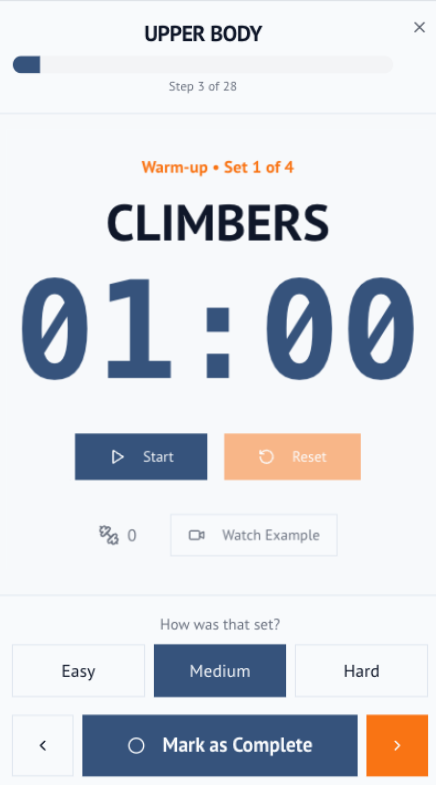 UPPER BODY
Step 3 of 28
Warm-up • Set 1 of 4
CLIMBERS
01:00
Start Reset
0 Watch Example
How was that set?
Easy Medium Hard
Mark as Complete